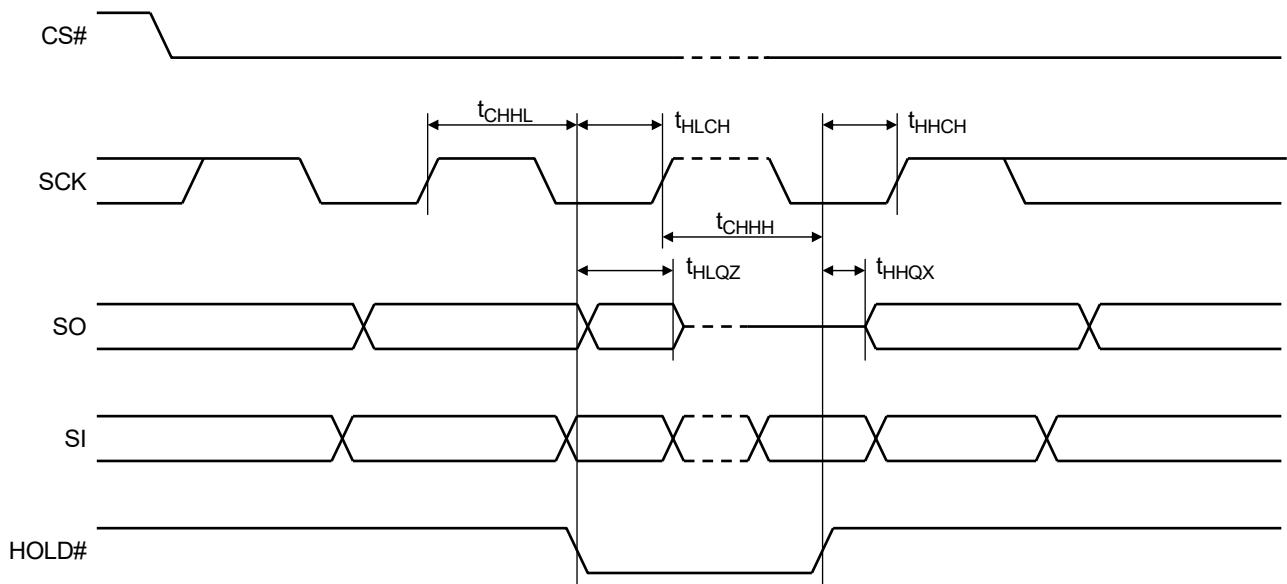 CS#
tCHHL
tHLCH
tHHCH
SCK
tCHHH
tHLQZ
tHHQX
SO
SI
HOLD#